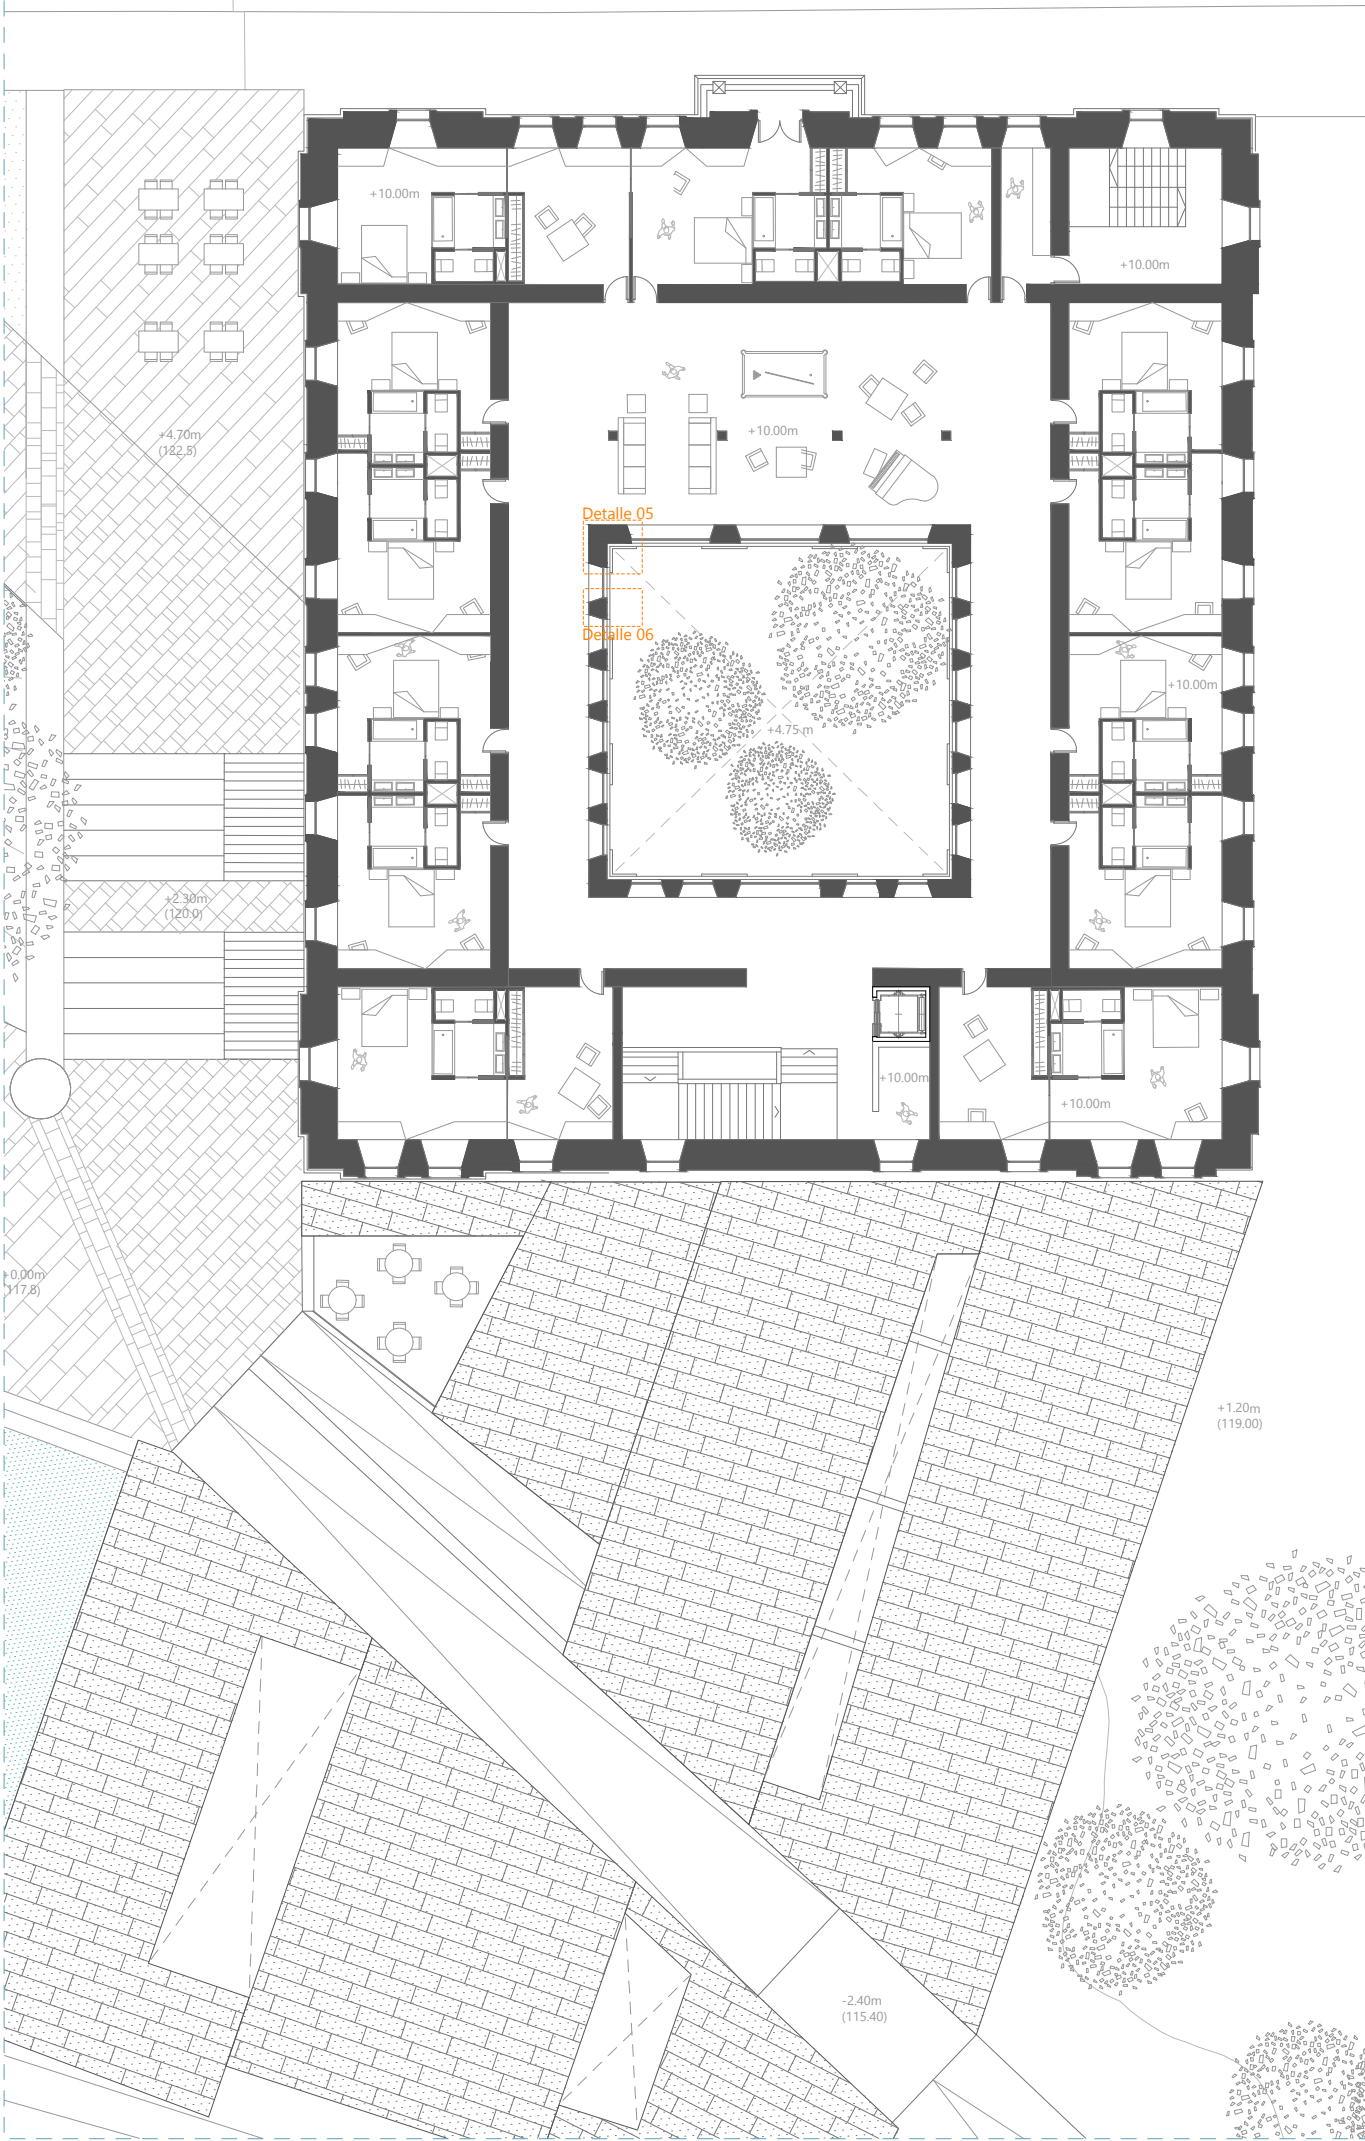 +10.00m
+10.00m
+4.70m
(122.5)
+10.00m
Detalle 05
Detalle 06
+10.00m
+4.75 m
+2.30m
(120.0)
+10.00m
+10.00m
+0.00m
(117.8)
+1.20m
(119.00)
-2.40m
(115.40)